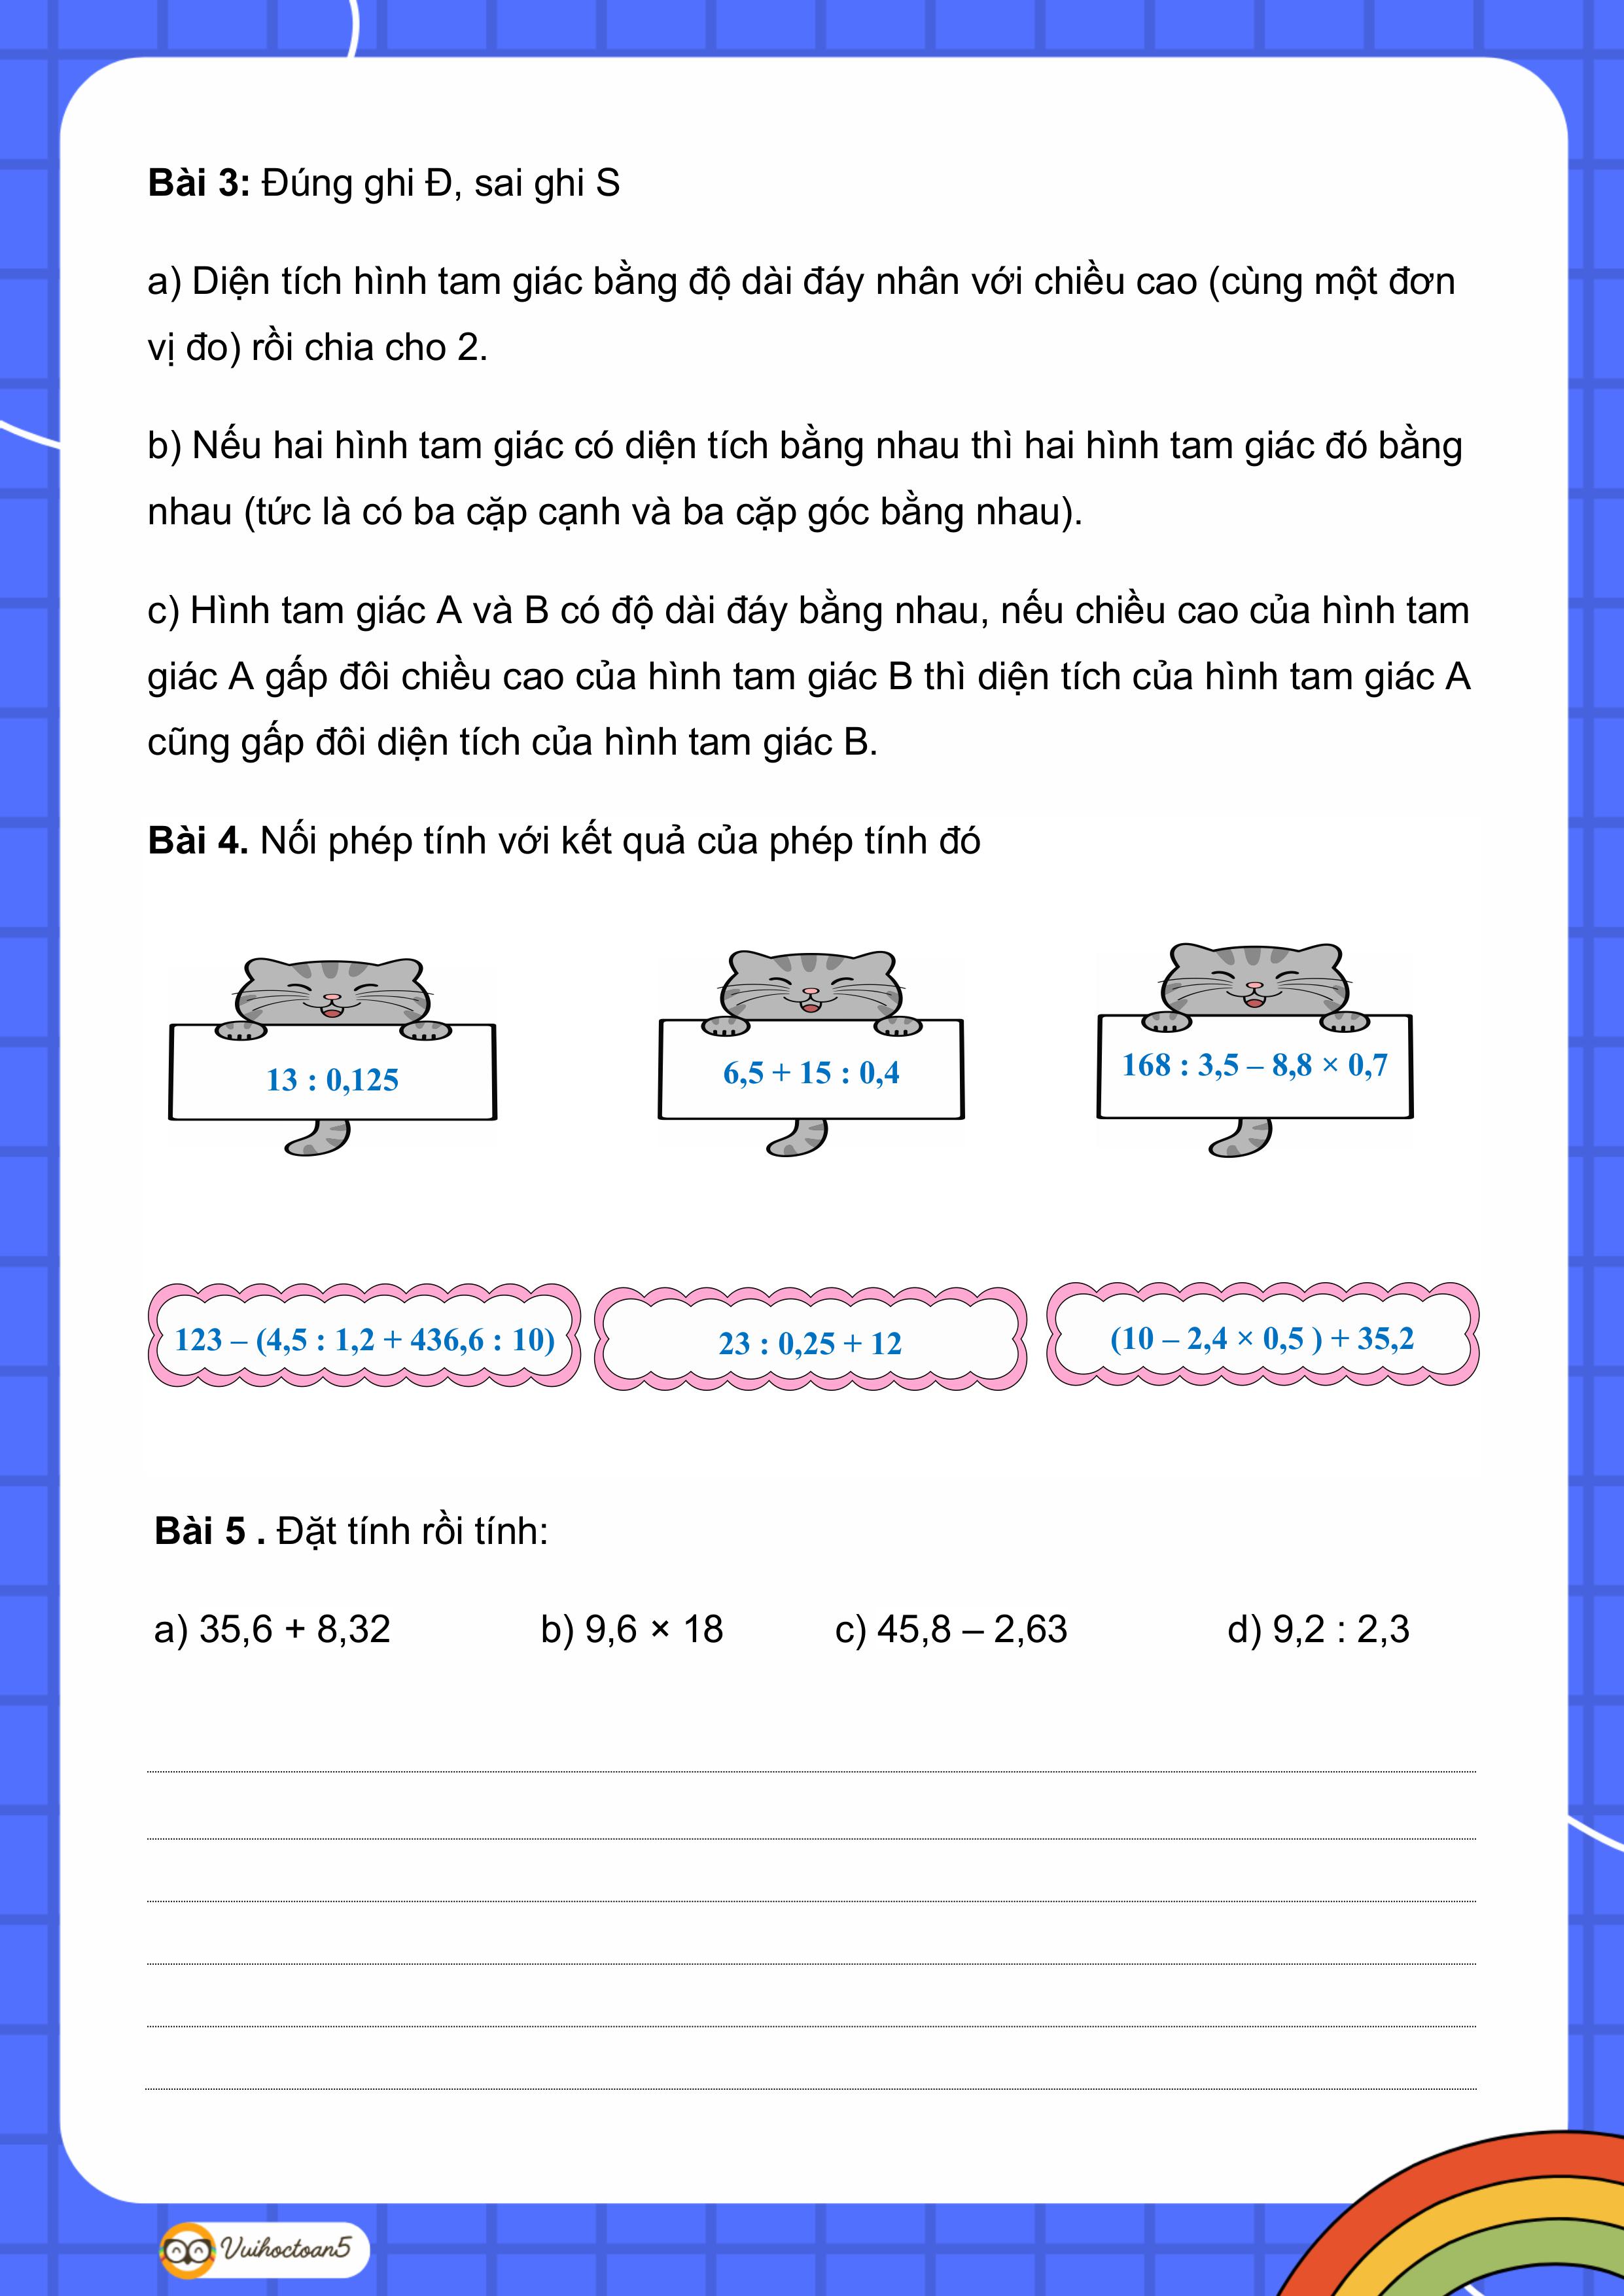 Bài 3: Đúng ghi Đ, sai ghi S
a) Diện tích hình tam giác bằng độ dài đáy nhân với chiều cao (cùng một đơn
vị đo) rồi chia cho 2.
b) Nếu hai hình tam giác có diện tích bằng nhau thì hai hình tam giác đó bằng
nhau (tức là có ba cặp cạnh và ba cặp góc bằng nhau).
c) Hình tam giác A và B có độ dài đáy bằng nhau, nếu chiều cao của hình tam
giác A gấp đôi chiều cao của hình tam giác B thì diện tích của hình tam giác A
cũng gấp đôi diện tích của hình tam giác B.
Bài 4. Nối phép tính với kết quả của phép tính đó
13 : 0,125
6,5 + 15 : 0,4
168 : 3,5 – 8,8 × 0,7
123 – (4,5 : 1,2 + 436,6 : 10)
23 : 0,25 + 12
(10 – 2,4 × 0,5 ) + 35,2
Bài 5 . Đặt tính rồi tính:
a) 35,6 + 8,32 b) 9,6 × 18 c) 45,8 – 2,63 d) 9,2 : 2,3
Vuihoctoan5